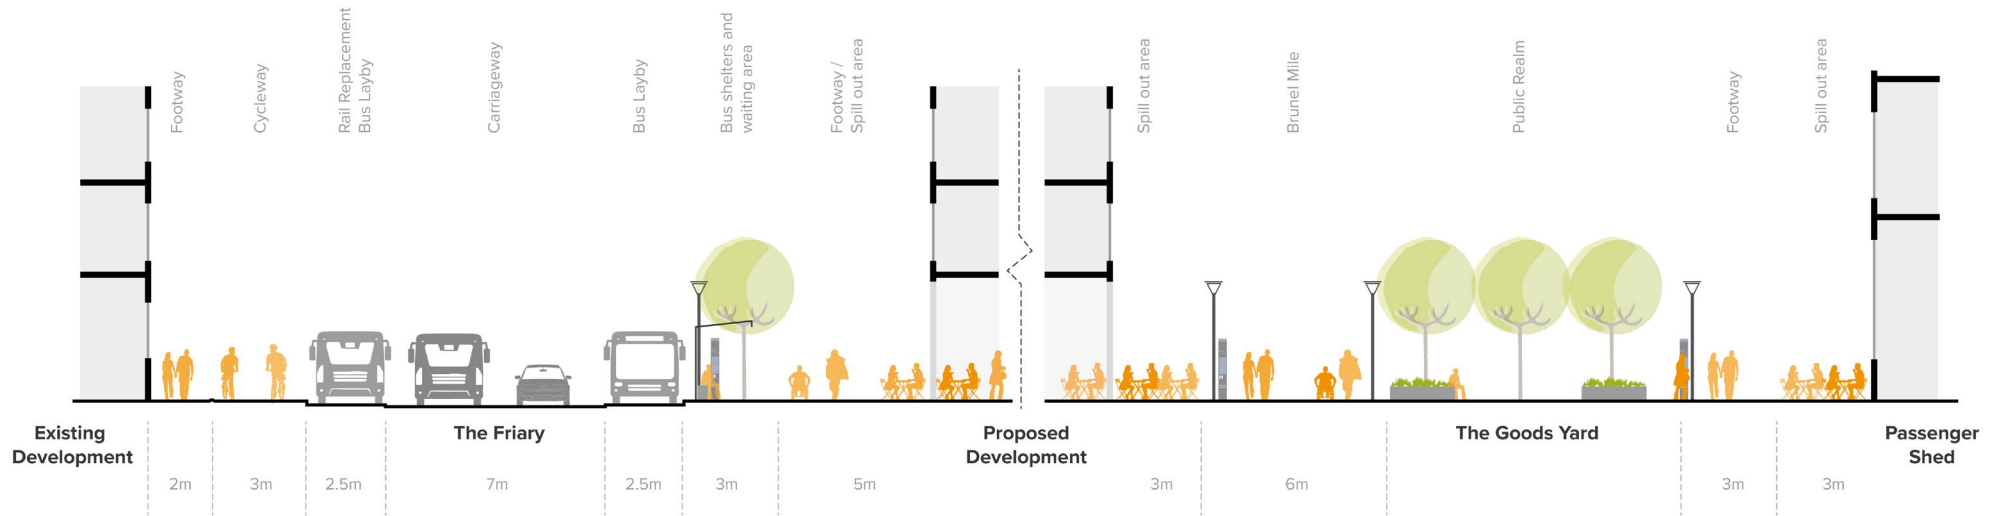 Footway
Cycleway
Rail Replacement
Bus Layby
Carriageway
Bus Layby
Bus shelters and
waiting area
Footway /
Spill out area
Spill out area
Brunel Mile
Public Realm
Footway
Spill out area
Existing
Development
The Friary
Proposed
Development
The Goods Yard
Passenger
Shed
2m
3m
2.5m
7m
2.5m
3m
5m
3m
6m
3m
3m